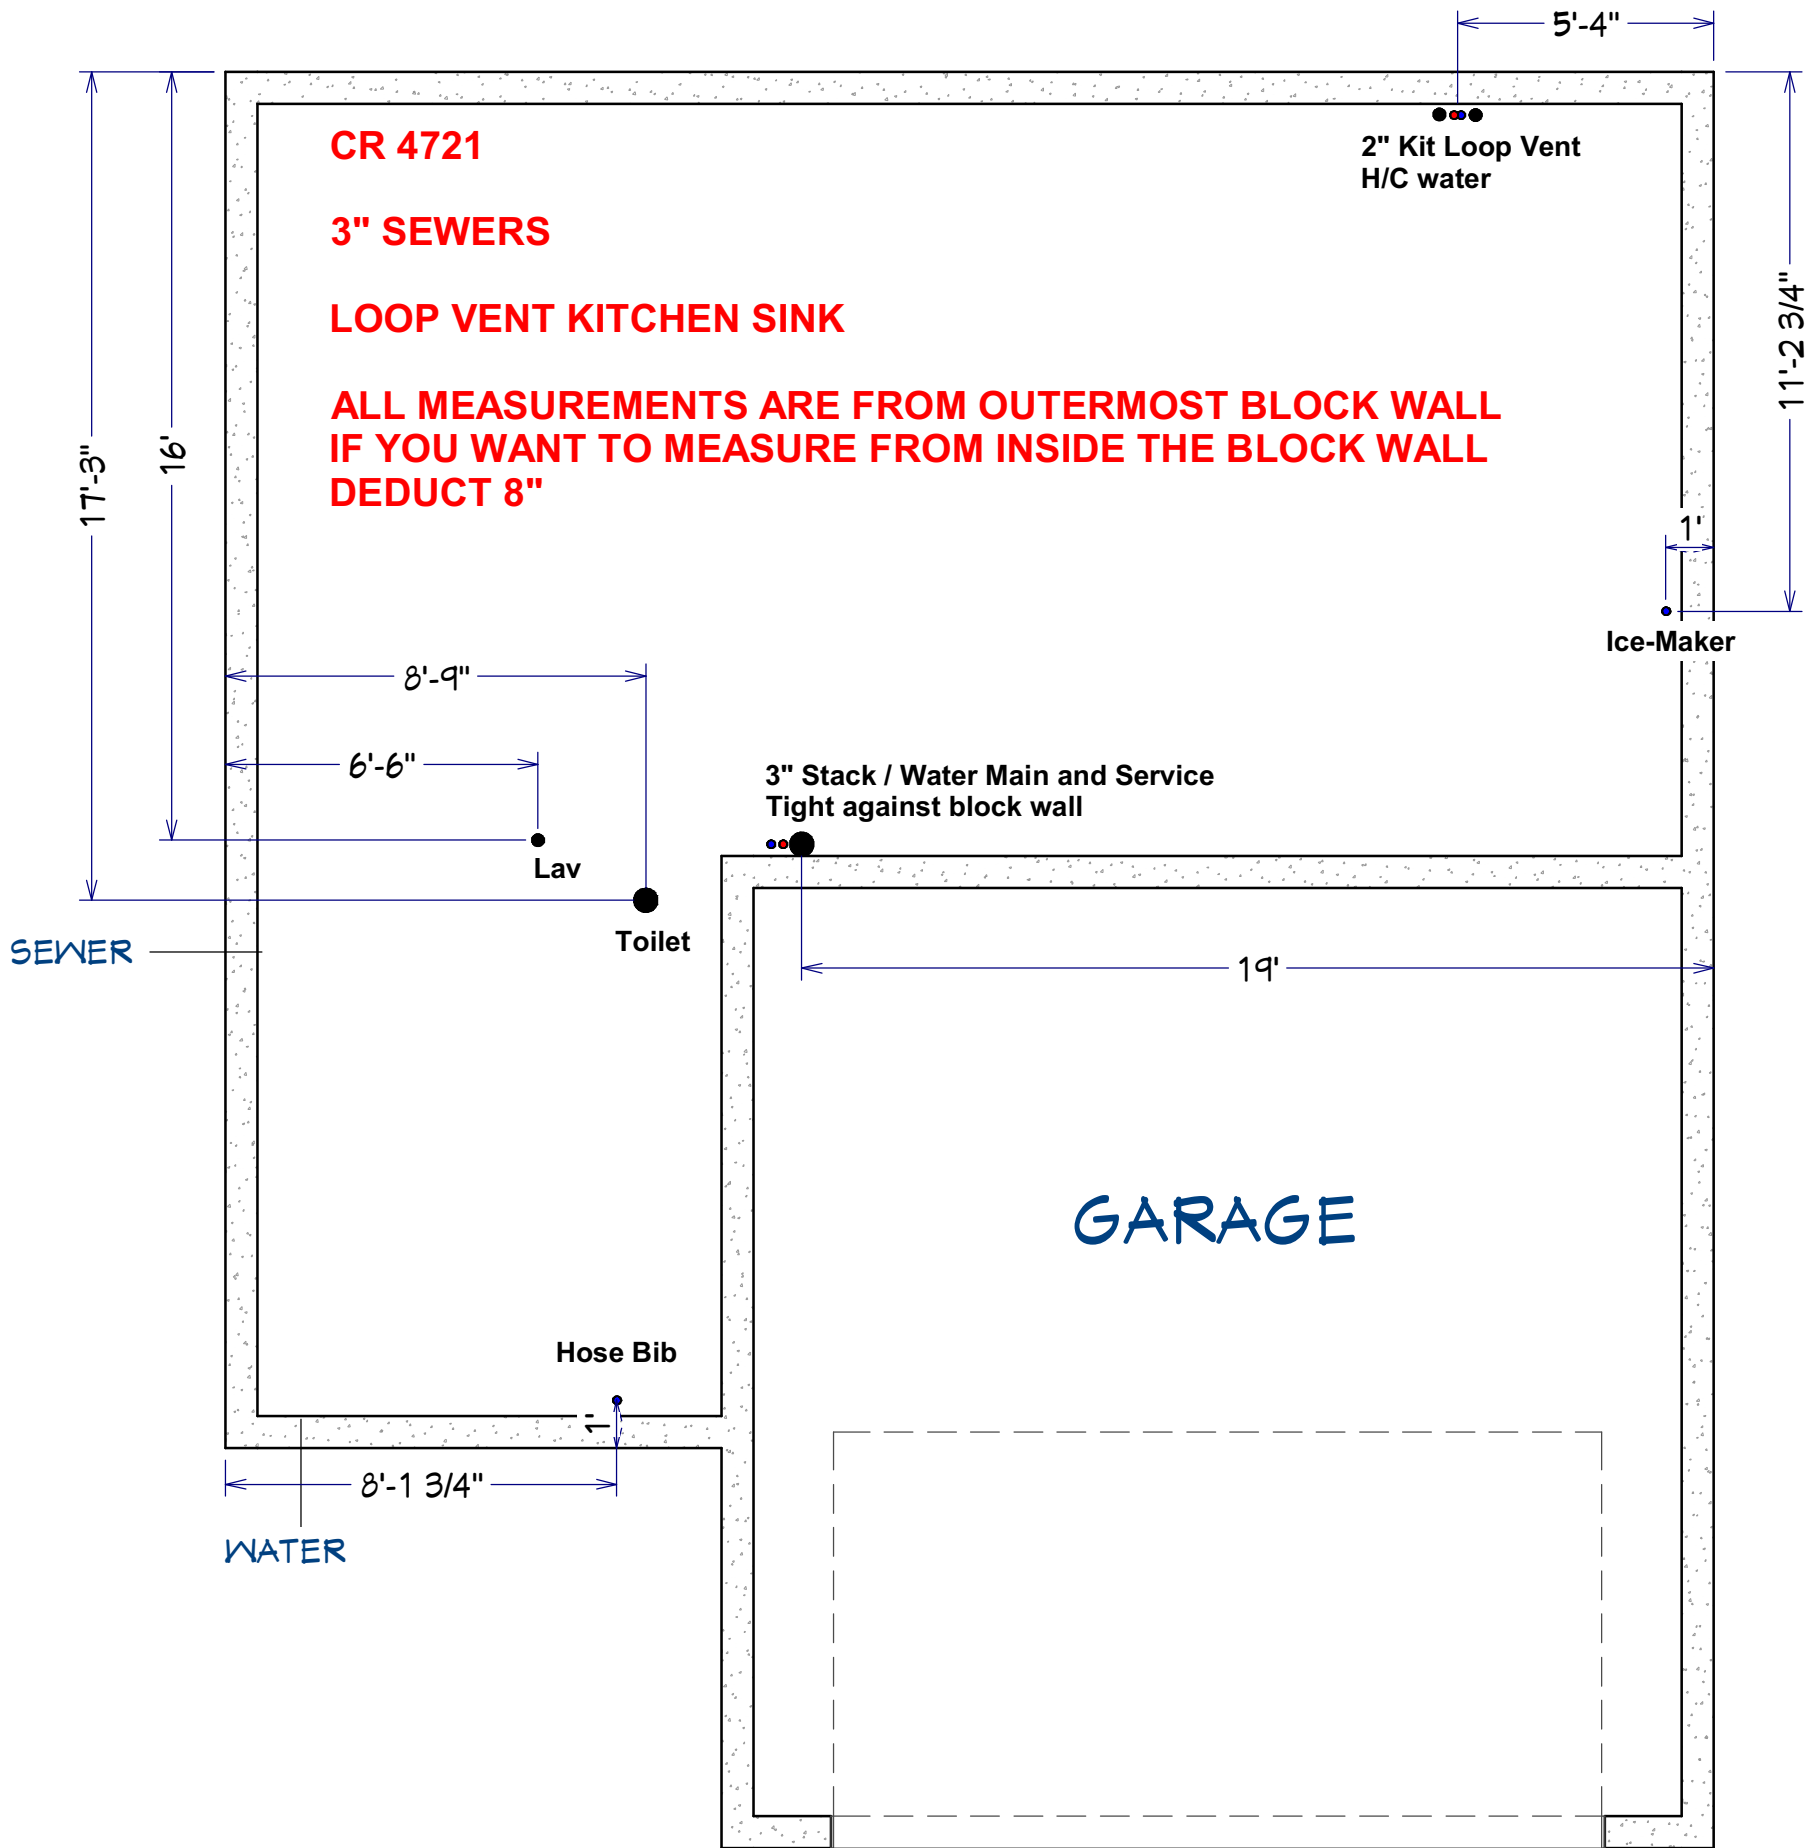 5'-4"
CR 4721
2" Kit Loop Vent
H/C water
3" SEWERS
LOOP VENT KITCHEN SINK
11'-2 3/4"
ALL MEASUREMENTS ARE FROM OUTERMOST BLOCK WALL
IF YOU WANT TO MEASURE FROM INSIDE THE BLOCK WALL
DEDUCT 8"
17'-3"
16'
1'
Ice-Maker
8'-9"
6'-6"
3" Stack / Water Main and Service
Tight against block wall
Lav
Toilet
SEWER
19'
GARAGE
Hose Bib
1'
8'-1 3/4"
WATER